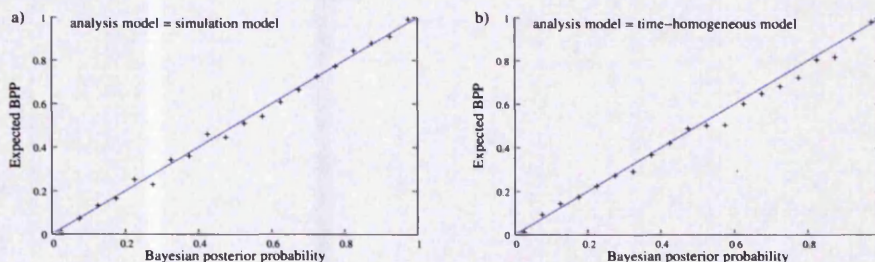 a)
analysis model = simulation model
Expected BPP
1
0.8
0.6
0.4
0.2
0
0
0.2
0.4
0.6
0.8
1
Bayesian posterior probability
b)
analysis model = time-homogeneous model
Expected BPP
1
0.8
0.6
0.4
0.2
0
0
0.2
0.4
0.6
0.8
Bayesian posterior probability